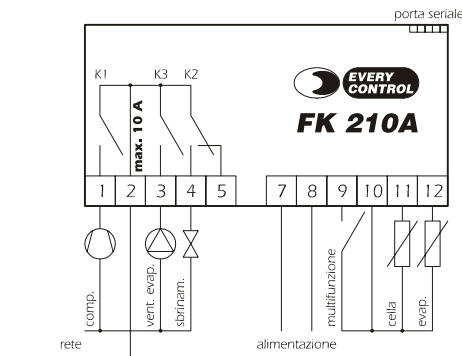 porta seriale
K1 K3 K2
max. 10 A
EVERY
CONTROL
FK 210A
1 2 3 4 5 7 8 9 10 11 12
comp.
vent. evap.
sbrinam.
multifunzione
cella
evap.
rete
alimentazione